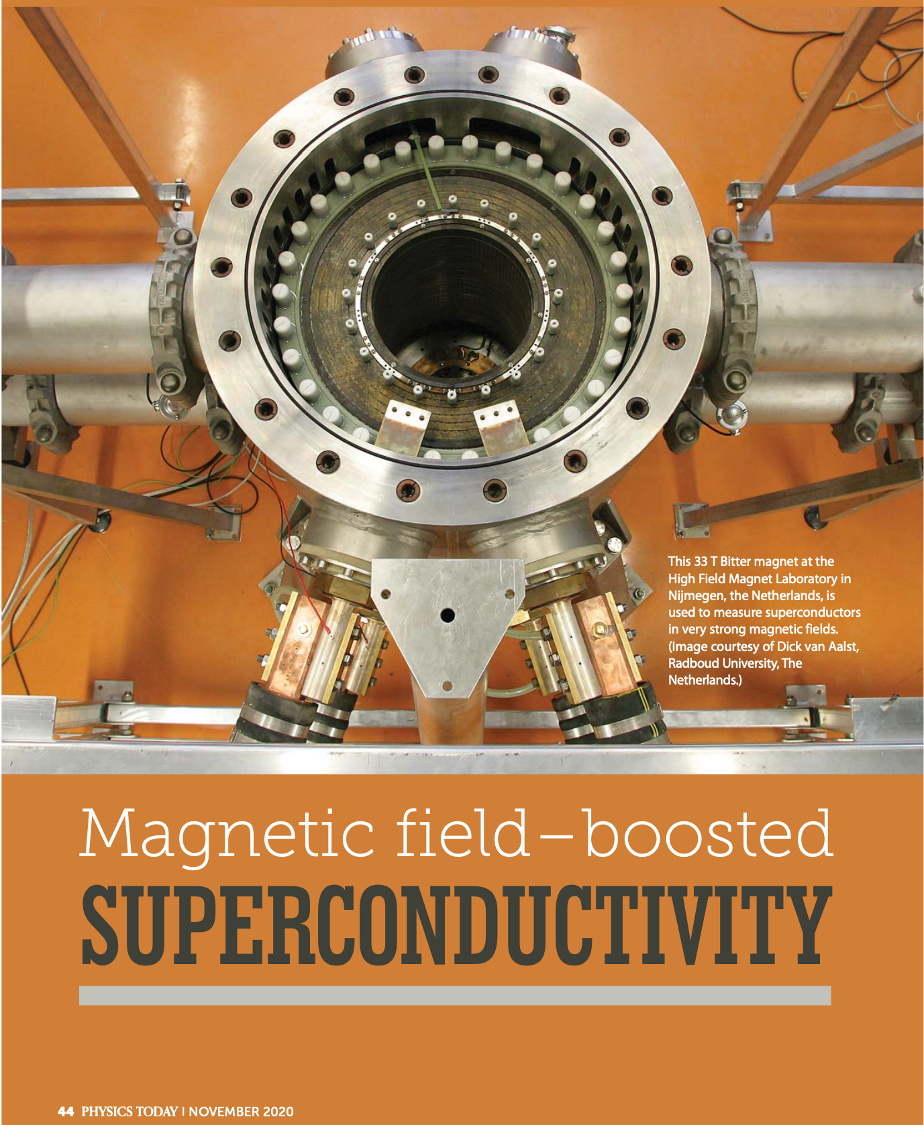 This 33 T Bitter magnet at the
High Field Magnet Laboratory in
Nijmegen, the Netherlands, is
used to measure superconductors
in very strong magnetic fields.
(Image courtesy of Dick van Aalst,
Radboud University, The
Netherlands.)
Magnetic field–boosted
SUPERCONDUCTIVITY
44 PHYSICS TODAY | NOVEMBER 2020